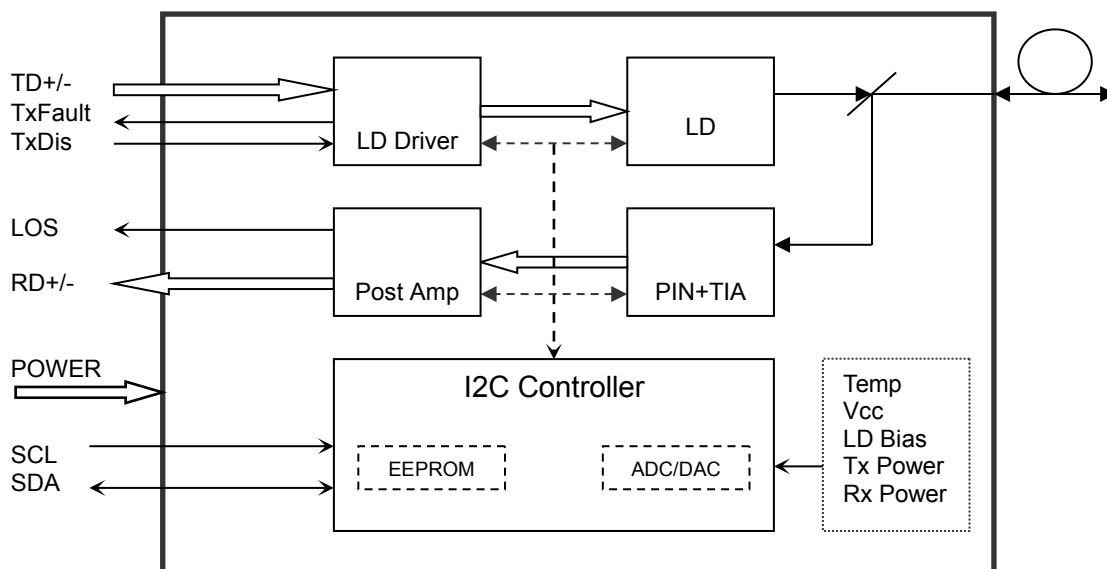 TD+/-
TxFault
TxDis
LD Driver
LD
LOS
RD+/-
Post Amp
PIN+TIA
POWER
SCL
SDA
I2C Controller
EEPROM
ADC/DAC
Temp
Vcc
LD Bias
Tx Power
Rx Power